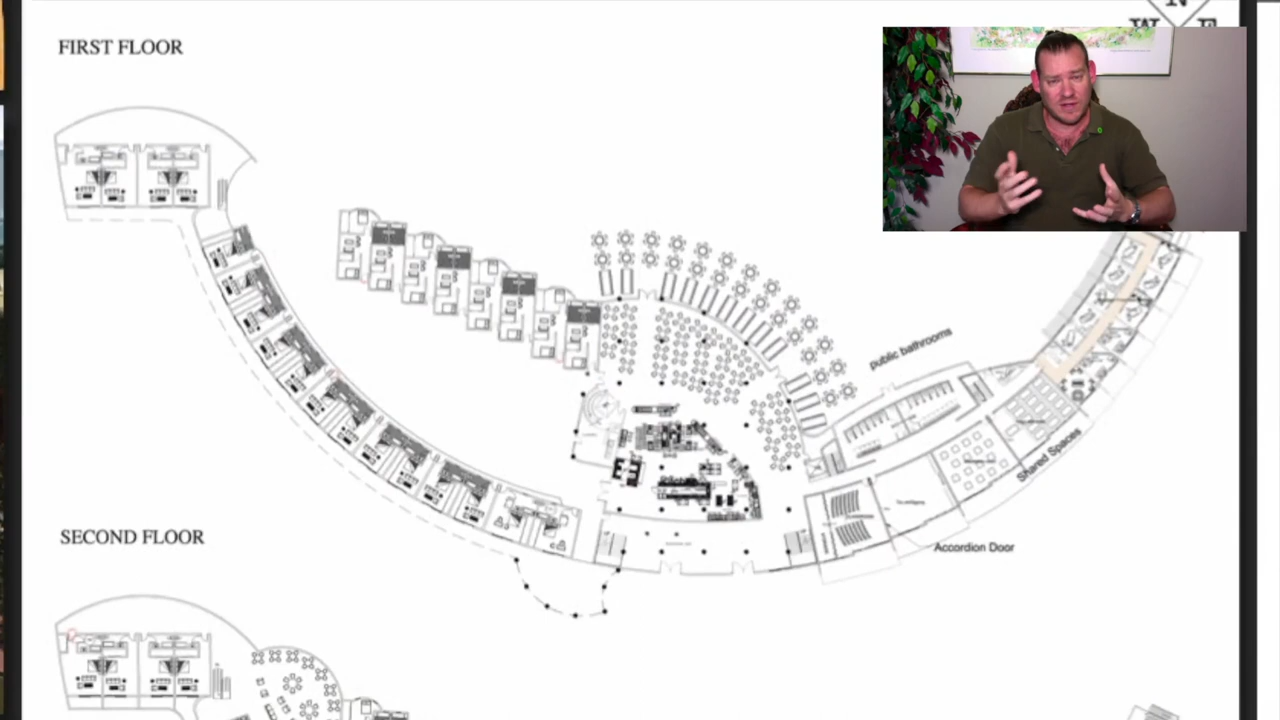 N
W E
FIRST FLOOR
public bathrooms
Shared Spaces
Accordion Door
SECOND FLOOR